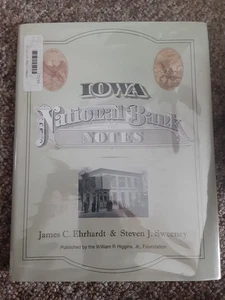 IOWA
National Bank
NOTES
James C. Ehrhardt & Steven J. Sweeney
Published by the William R. Higgins, Jr., Foundation